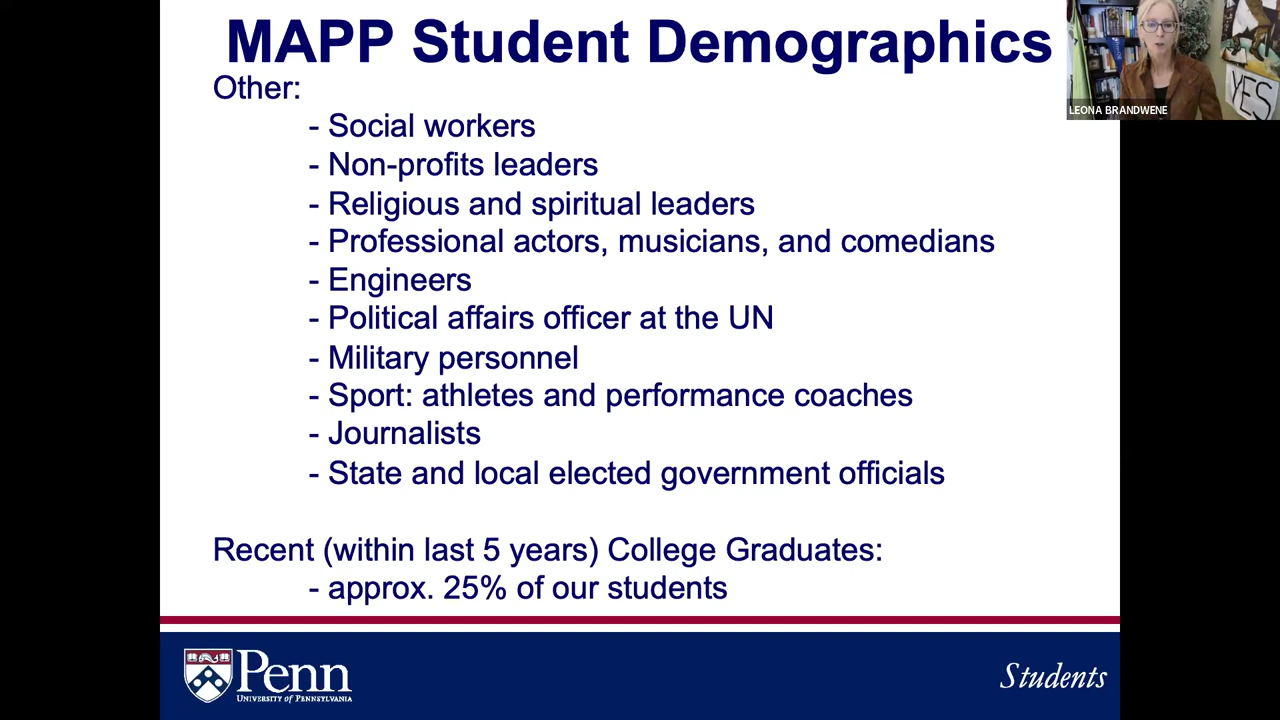 MAPP Student Demographics
Other:
- Social workers
- Non-profits leaders
- Religious and spiritual leaders
- Professional actors, musicians, and comedians
- Engineers
- Political affairs officer at the UN
- Military personnel
- Sport: athletes and performance coaches
- Journalists
- State and local elected government officials
Recent (within last 5 years) College Graduates:
- approx. 25% of our students
Penn
UNIVERSITY OF PENNSYLVANIA
Students
YES
LEONA BRANDWENE